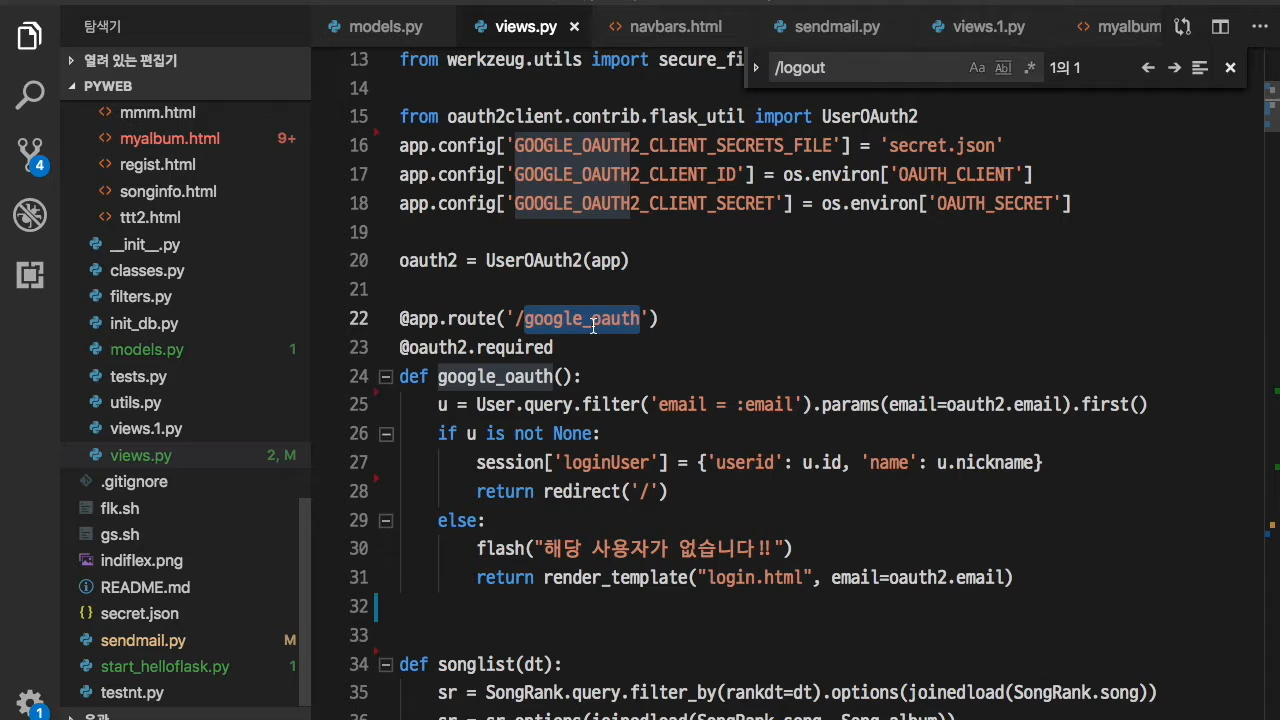 탐색기
models.py
views.py
navbars.html
sendmail.py
views.1.py
myalbum
열려 있는 편집기
PYWEB
/logout
Aa
Abl
.*
1의 1
mmm.html
myalbum.html 9+
regist.html
songinfo.html
ttt2.html
__init__.py
classes.py
filters.py
init_db.py
models.py 1
tests.py
utils.py
views.1.py
views.py 2, M
.gitignore
flk.sh
gs.sh
indiflex.png
README.md
secret.json
sendmail.py M
start_helloflask.py 1
testnt.py
4
1
13 from werkzeug.utils import secure_fi
14
15 from oauth2client.contrib.flask_util import UserOAuth2
16 app.config['GOOGLE_OAUTH2_CLIENT_SECRETS_FILE'] = 'secret.json'
17 app.config['GOOGLE_OAUTH2_CLIENT_ID'] = os.environ['OAUTH_CLIENT']
18 app.config['GOOGLE_OAUTH2_CLIENT_SECRET'] = os.environ['OAUTH_SECRET']
19
20 oauth2 = UserOAuth2(app)
21
22 @app.route('/google_oauth')
23 @oauth2.required
24 def google_oauth():
25 u = User.query.filter('email = :email').params(email=oauth2.email).first()
26 if u is not None:
27 session['loginUser'] = {'userid': u.id, 'name': u.nickname}
28 return redirect('/')
29 else:
30 flash("해당 사용자가 없습니다!!")
31 return render_template("login.html", email=oauth2.email)
32
33
34 def songlist(dt):
35 sr = SongRank.query.filter_by(rankdt=dt).options(joinedload(SongRank.song))